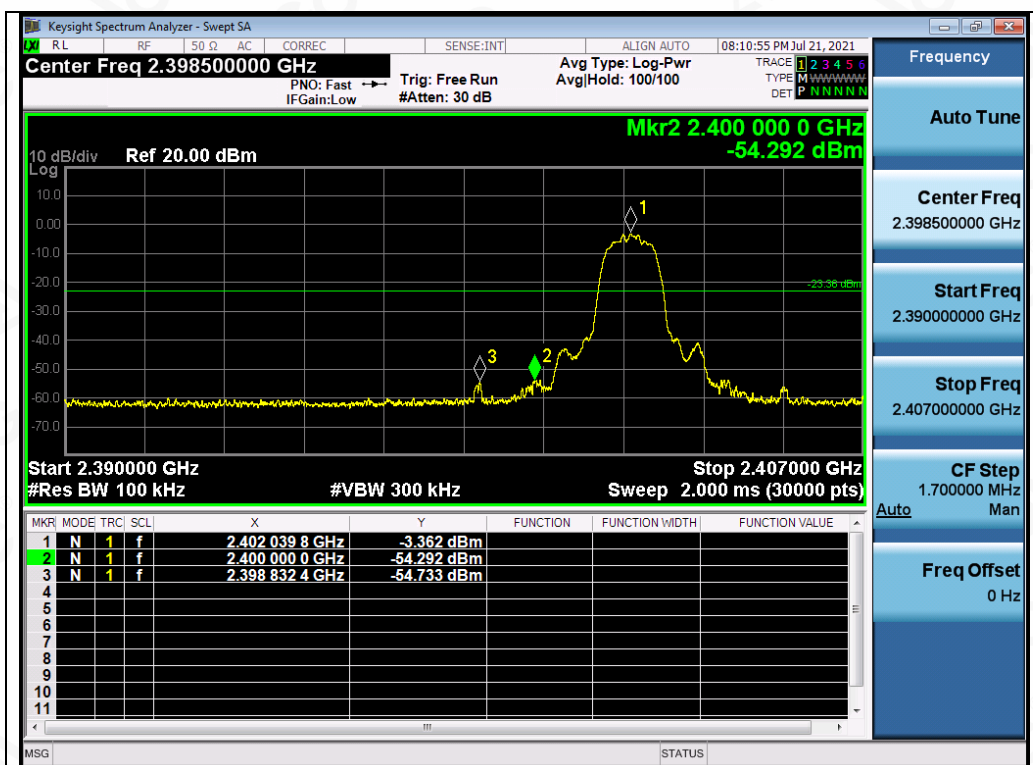 Keysight Spectrum Analyzer - Swept SA
LXI RL RF 50 Ω AC CORREC SENSE:INT ALIGN AUTO 08:10:55 PM Jul 21, 2021
Center Freq 2.398500000 GHz
PNO: Fast
IFGain:Low
Trig: Free Run
#Atten: 30 dB
Avg Type: Log-Pwr
Avg|Hold: 100/100
TRACE 1 2 3 4 5 6
TYPE M W W W W W
DET P N N N N N
Mkr2 2.400 000 0 GHz
-54.292 dBm
10 dB/div Ref 20.00 dBm
Log
10.0
0.00
-10.0
-20.0
-30.0
-40.0
-50.0
-60.0
-70.0
1
2
3
-23.36 dBm
Start 2.390000 GHz Stop 2.407000 GHz
#Res BW 100 kHz #VBW 300 kHz Sweep 2.000 ms (30000 pts)
MKR MODE TRC SCL X Y FUNCTION FUNCTION WIDTH FUNCTION VALUE
1 N 1 f 2.402 039 8 GHz -3.362 dBm
2 N 1 f 2.400 000 0 GHz -54.292 dBm
3 N 1 f 2.398 832 4 GHz -54.733 dBm
4
5
6
7
8
9
10
11
MSG STATUS
Frequency
Auto Tune
Center Freq
2.398500000 GHz
Start Freq
2.390000000 GHz
Stop Freq
2.407000000 GHz
CF Step
1.700000 MHz
Auto Man
Freq Offset
0 Hz